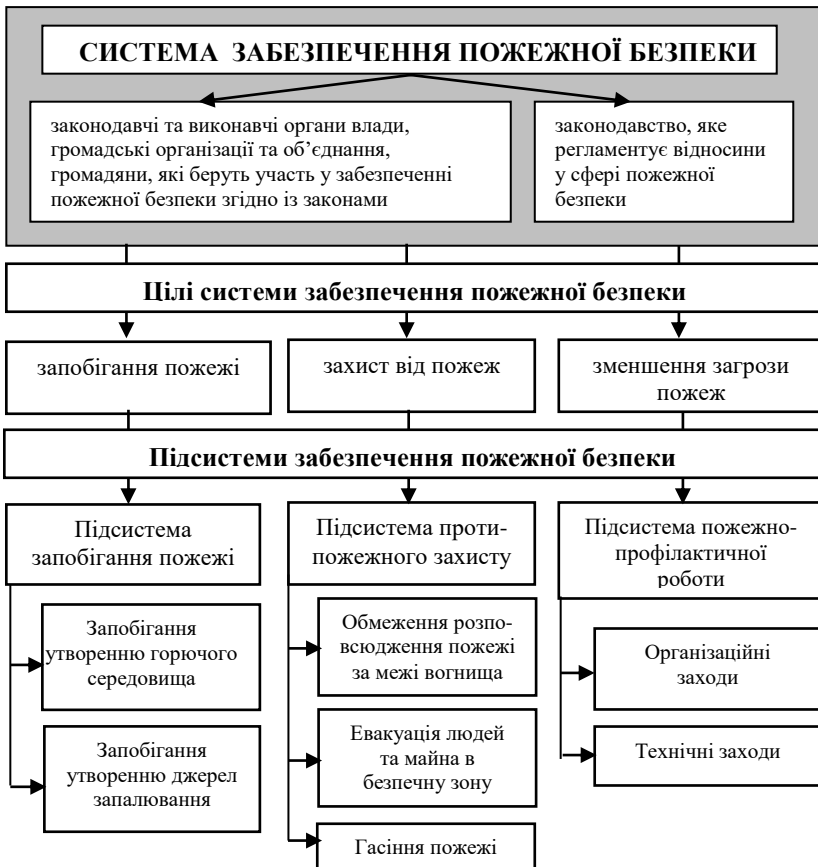 СИСТЕМА ЗАБЕЗПЕЧЕННЯ ПОЖЕЖНОЇ БЕЗПЕКИ
законодавчі та виконавчі органи влади,
громадські організації та об’єднання,
громадяни, які беруть участь у забезпеченні
пожежної безпеки згідно із законами
законодавство, яке
регламентує відносини
у сфері пожежної
безпеки
Цілі системи забезпечення пожежної безпеки
запобігання пожежі
захист від пожеж
зменшення загрози
пожеж
Підсистеми забезпечення пожежної безпеки
Підсистема
запобігання пожежі
Запобігання
утворенню горючого
середовища
Запобігання
утворенню джерел
запалювання
Підсистема проти-
пожежного захисту
Обмеження розпо-
всюдження пожежі
за межі вогнища
Евакуація людей
та майна в
безпечну зону
Гасіння пожежі
Підсистема пожежно-
профілактичної
роботи
Організаційні
заходи
Технічні заходи